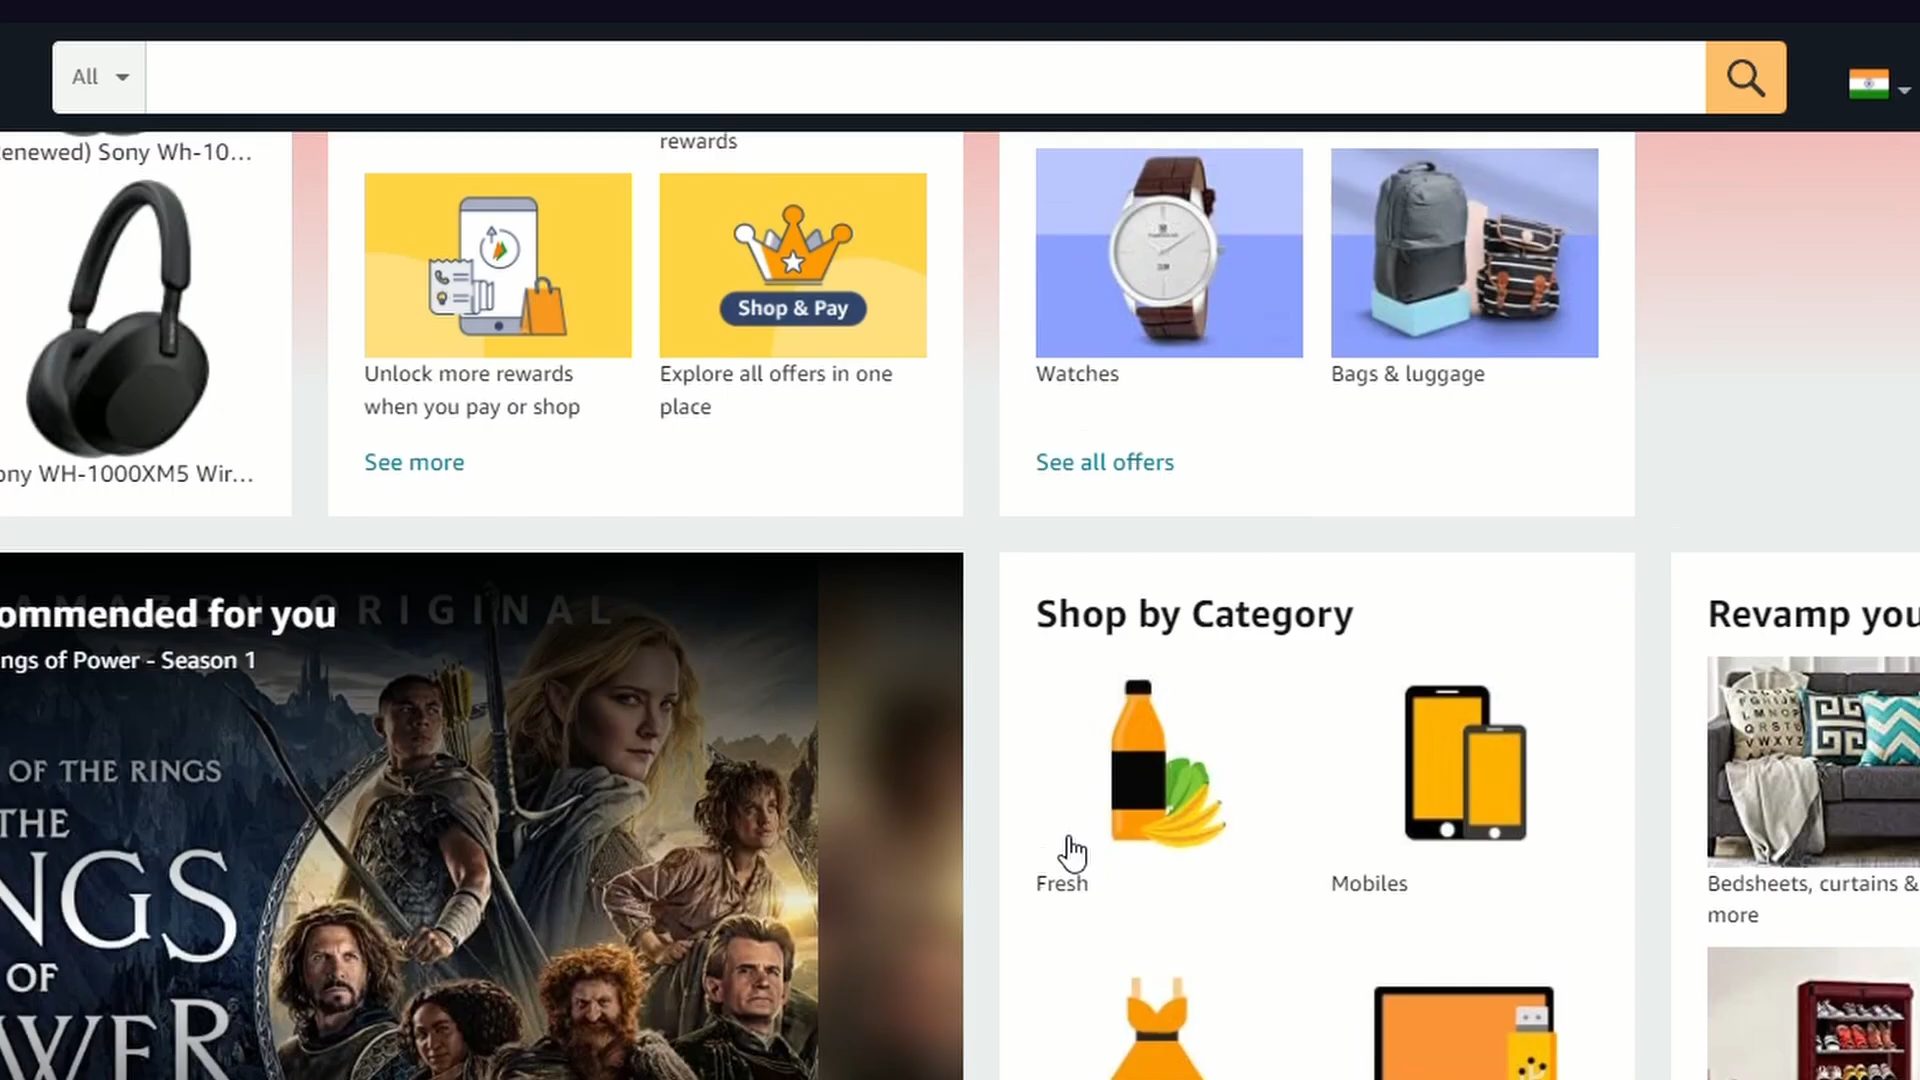 All
enewed) Sony Wh-10...
ony WH-1000XM5 Wir...
rewards
Shop & Pay
Unlock more rewards
when you pay or shop
Explore all offers in one
place
See more
Watches
Bags & luggage
See all offers
AMAZON ORIGINAL
ommended for you
ngs of Power - Season 1
OF THE RINGS
THE
NGS
OF
WER
Shop by Category
Fresh
Mobiles
Revamp you
Bedsheets, curtains &
more